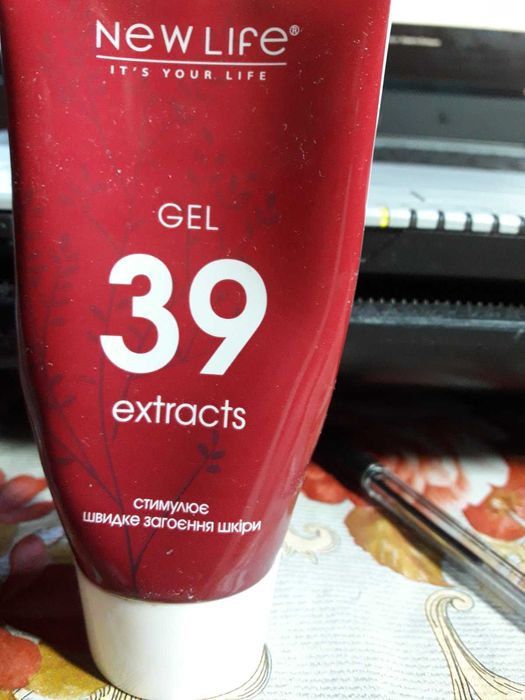 New Life®
IT'S YOUR LIFE
GEL
39
extracts
стимулює
швидке загоєння шкіри